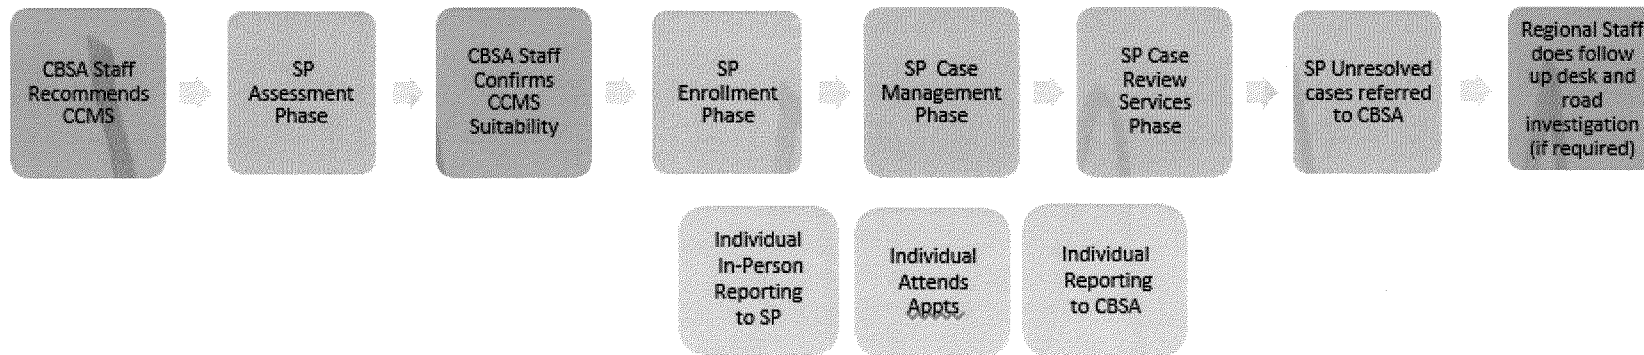 CBSA Staff
Recommends
CCMS
SP
Assessment
Phase
CBSA Staff
Confirms
CCMS
Suitability
SP
Enrollment
Phase
SP Case
Management
Phase
SP Case
Review
Services
Phase
SP Unresolved
cases referred
to CBSA
Regional Staff
does follow
up desk and
road
investigation
(if required)
Individual
In-Person
Reporting
to SP
Individual
Attends
Appts
Individual
Reporting
to CBSA